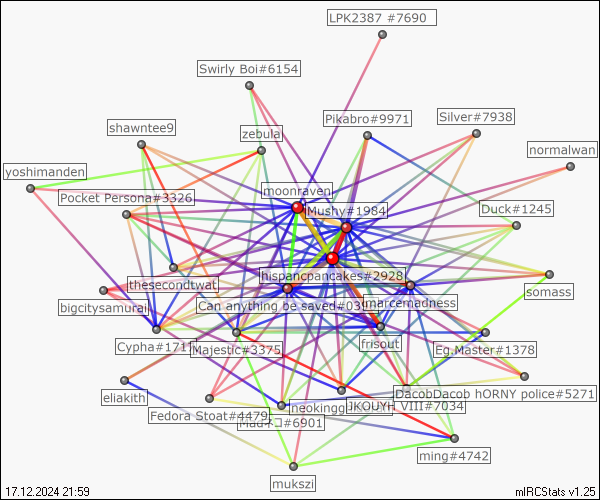 LPK2387 #7690
Swirly Boi#6154
Pikabro#9971
Silver#7938
shawntee9
zebula
normalwan
yoshimanden
moonraven
Pocket Persona#3326
Mushy#1984
Duck#1245
thesecondtwat
hispancpancakes#2928
somass
bigcitysamurai
Can anything be saved#03
marcemadness
Cypha#171
Majestic#3375
frisout
Eg.Master#1378
eliakith
DacobDacob hORNY police#5271
Fedora Stoat#4479
neokingg
JKOUYH VIII#7034
#6901
ming#4742
mukszi
17.12.2024 21:59
mIRCStats v1.25